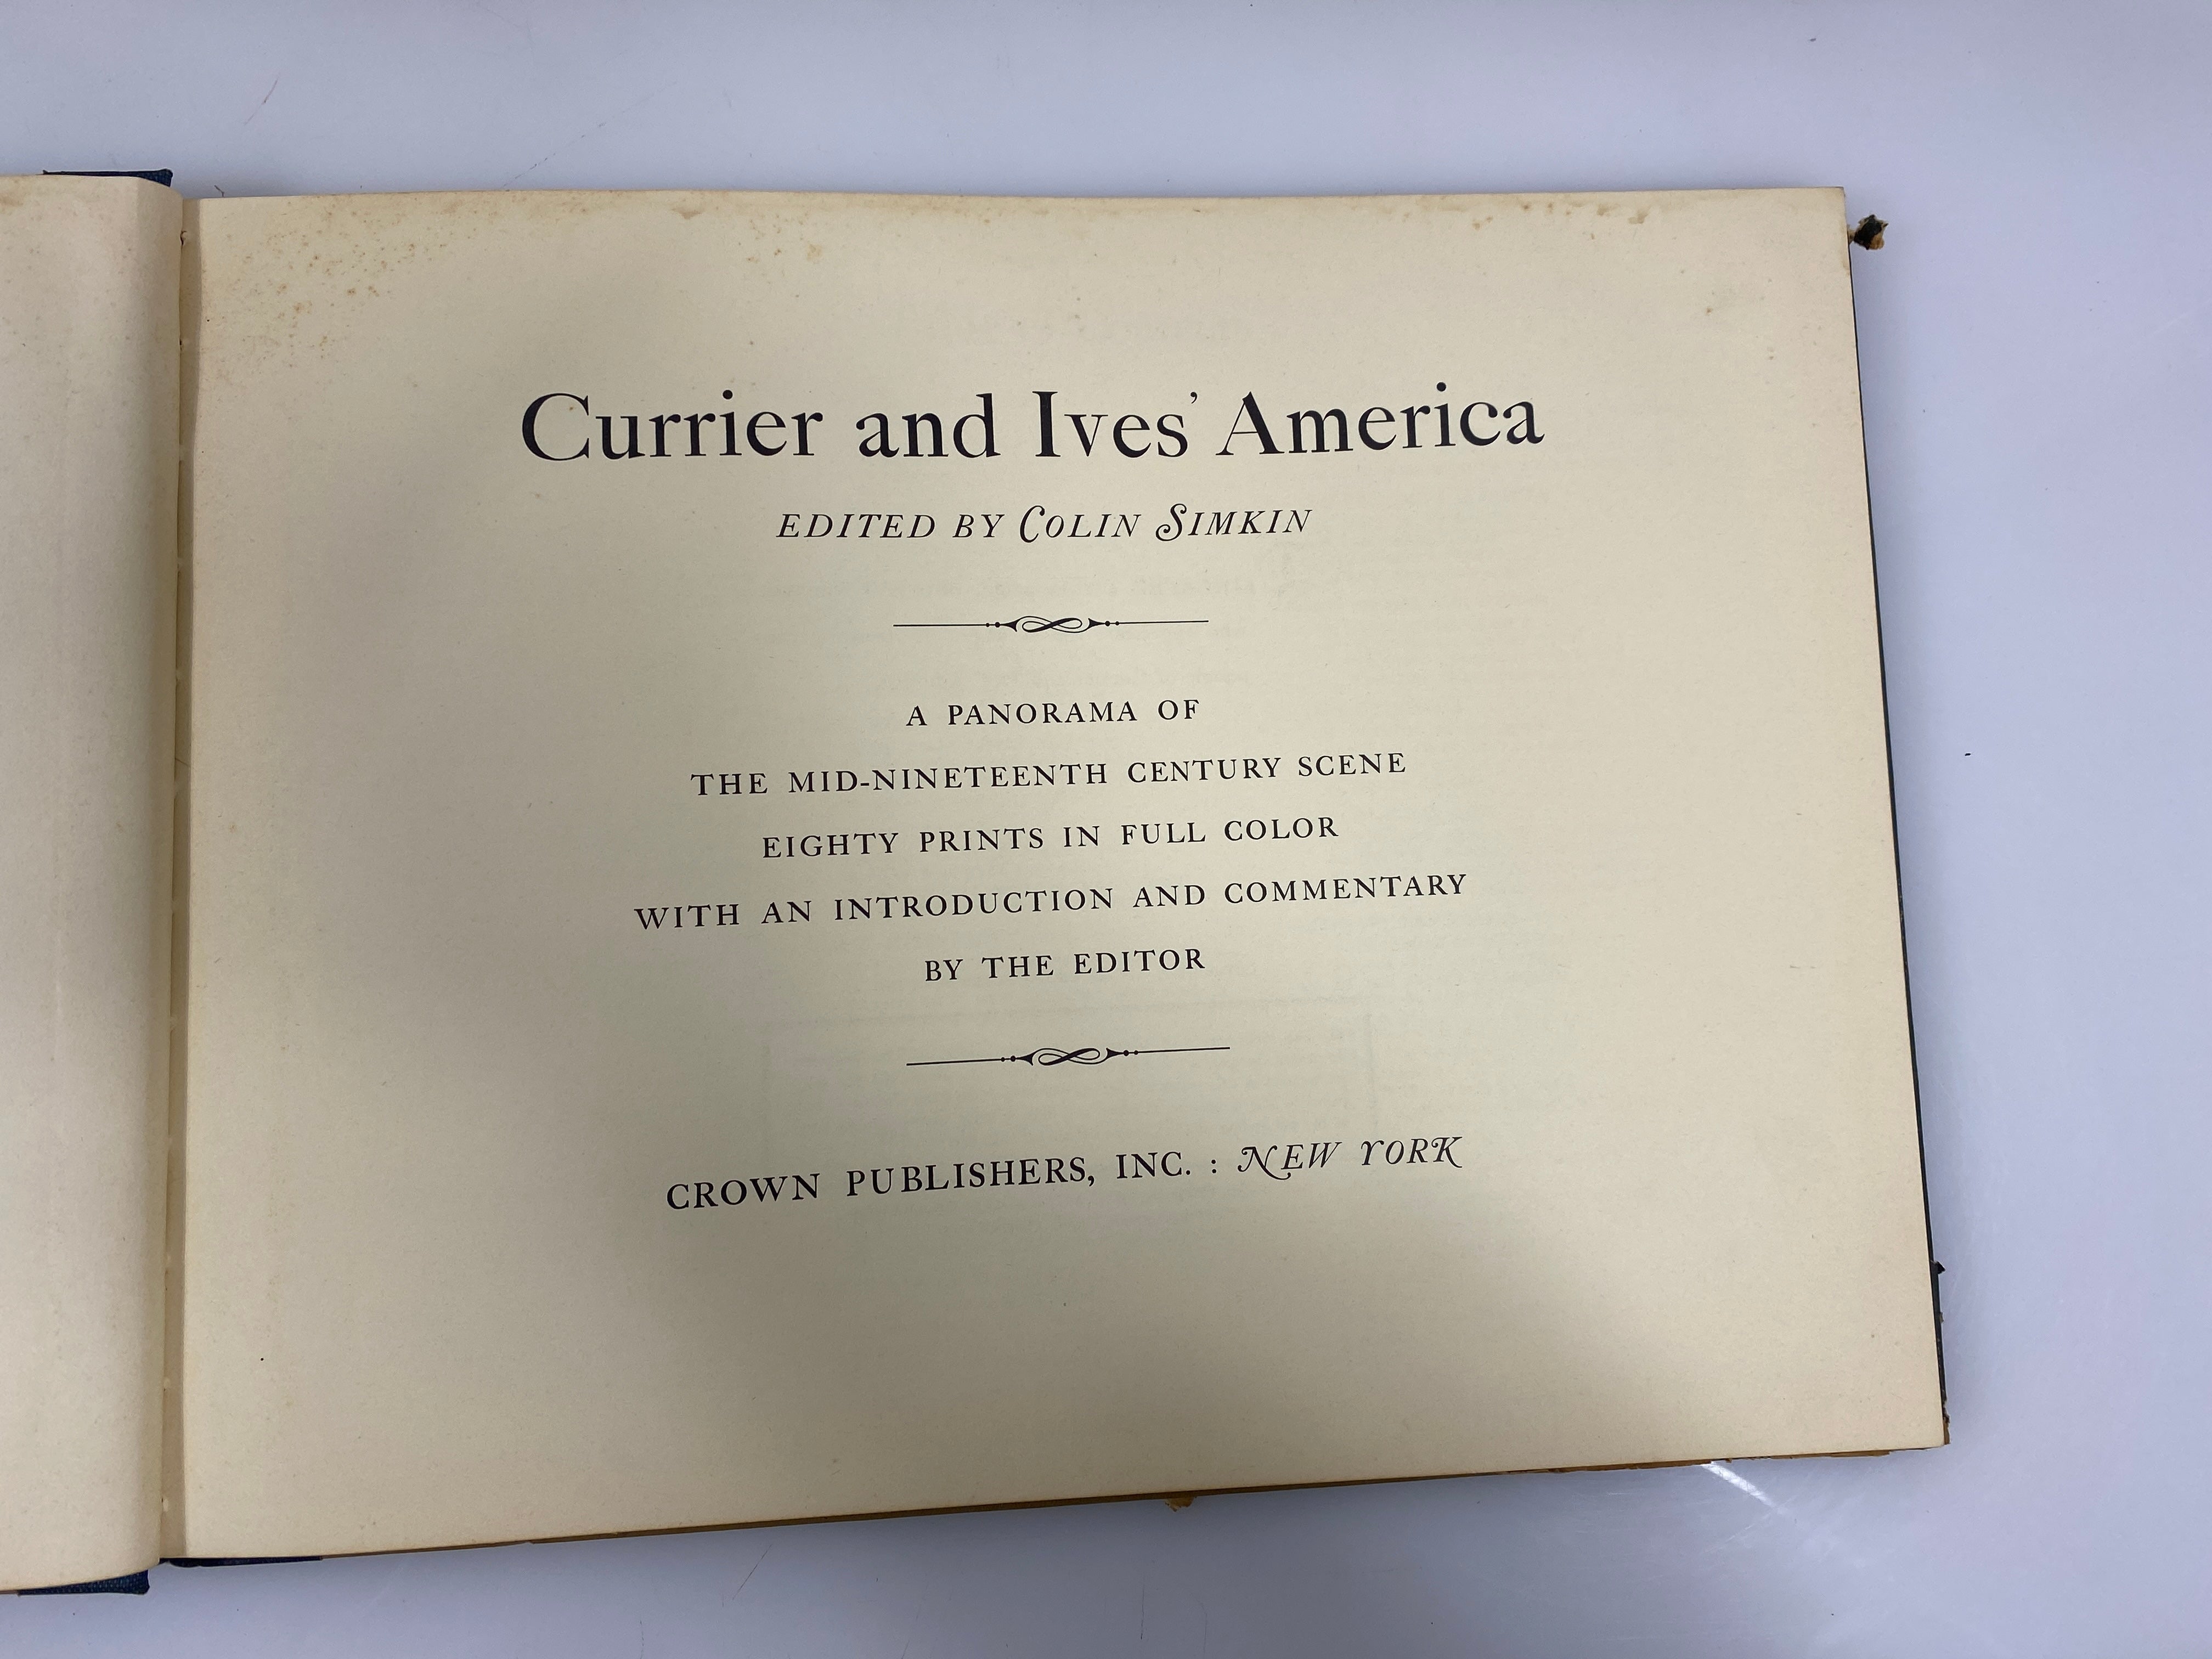 Currier and Ives' America
EDITED BY COLIN SIMKIN
A PANORAMA OF
THE MID-NINETEENTH CENTURY SCENE
EIGHTY PRINTS IN FULL COLOR
WITH AN INTRODUCTION AND COMMENTARY
BY THE EDITOR
CROWN PUBLISHERS, INC. : NEW YORK